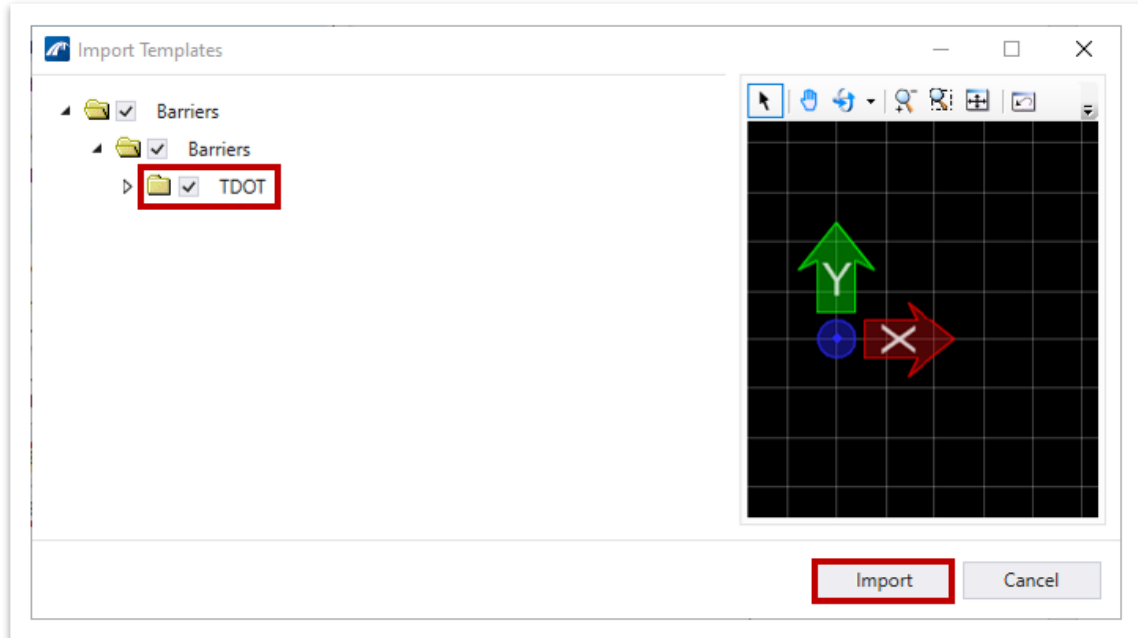 Import Templates
Barriers
Barriers
TDOT
Y
X
Import Cancel